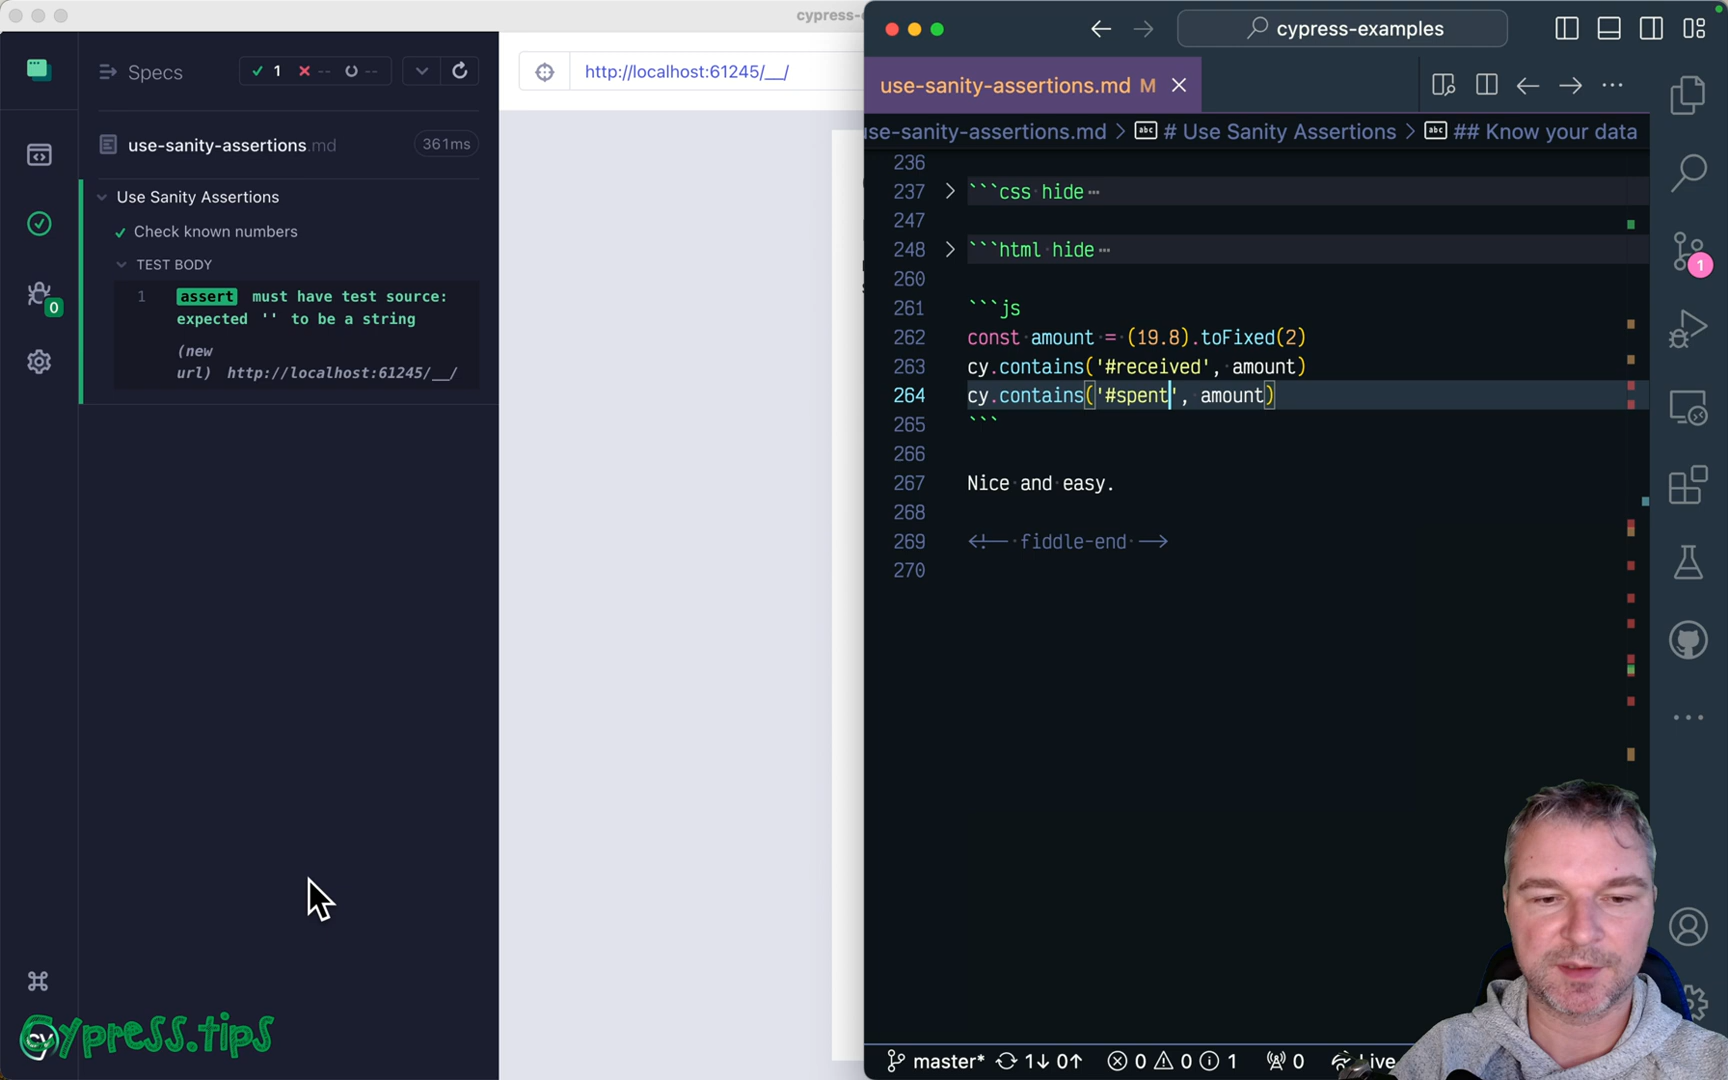 cypress-
Specs
1
--
--
http://localhost:61245/__/
use-sanity-assertions.md
361ms
Use Sanity Assertions
Check known numbers
TEST BODY
1 assert must have test source:
expected '' to be a string
(new
url) http://localhost:61245/__/
0
Cypress.tips
cy
cypress-examples
use-sanity-assertions.md M
se-sanity-assertions.md > abc # Use Sanity Assertions > abc ## Know your data
236
237 ```css hide ⋯
247
248 ```html hide ⋯
260
261 ```js
262 const amount = (19.8).toFixed(2)
263 cy.contains('#received', amount)
264 cy.contains('#spent', amount)
265 ```
266
267 Nice and easy.
268
269 <!-- fiddle-end -->
270
1
master* 1↓ 0↑ 0 0 1 0 Live